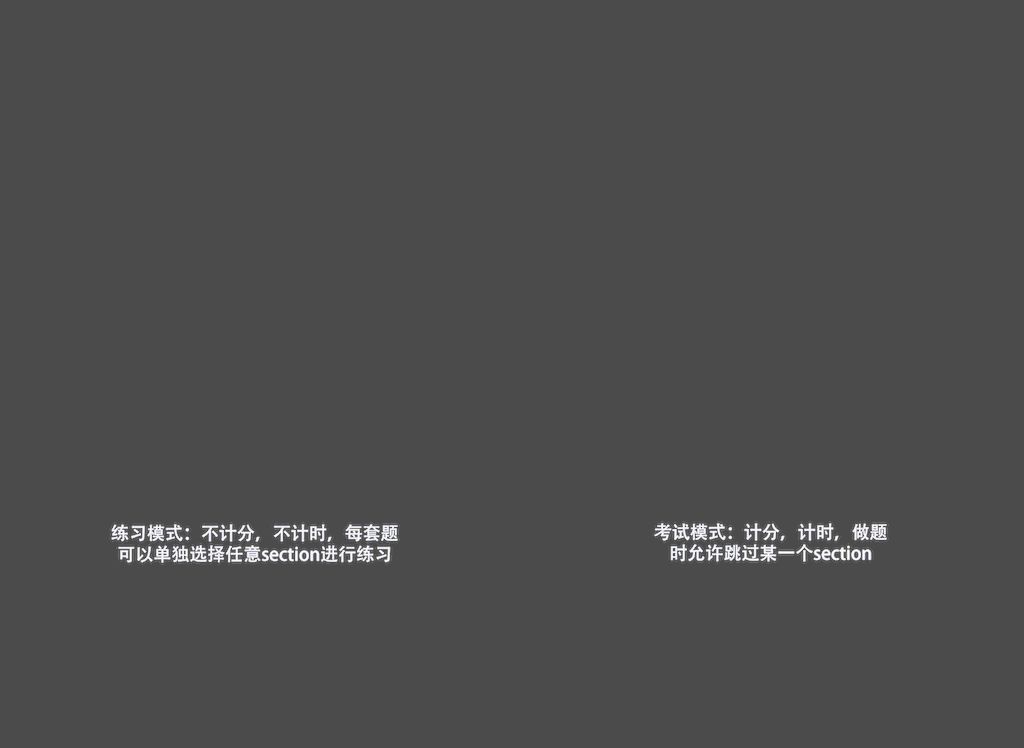 练习模式：不计分，不计时，每套题
可以单独选择任意section进行练习
考试模式：计分，计时，做题
时允许跳过某一个section